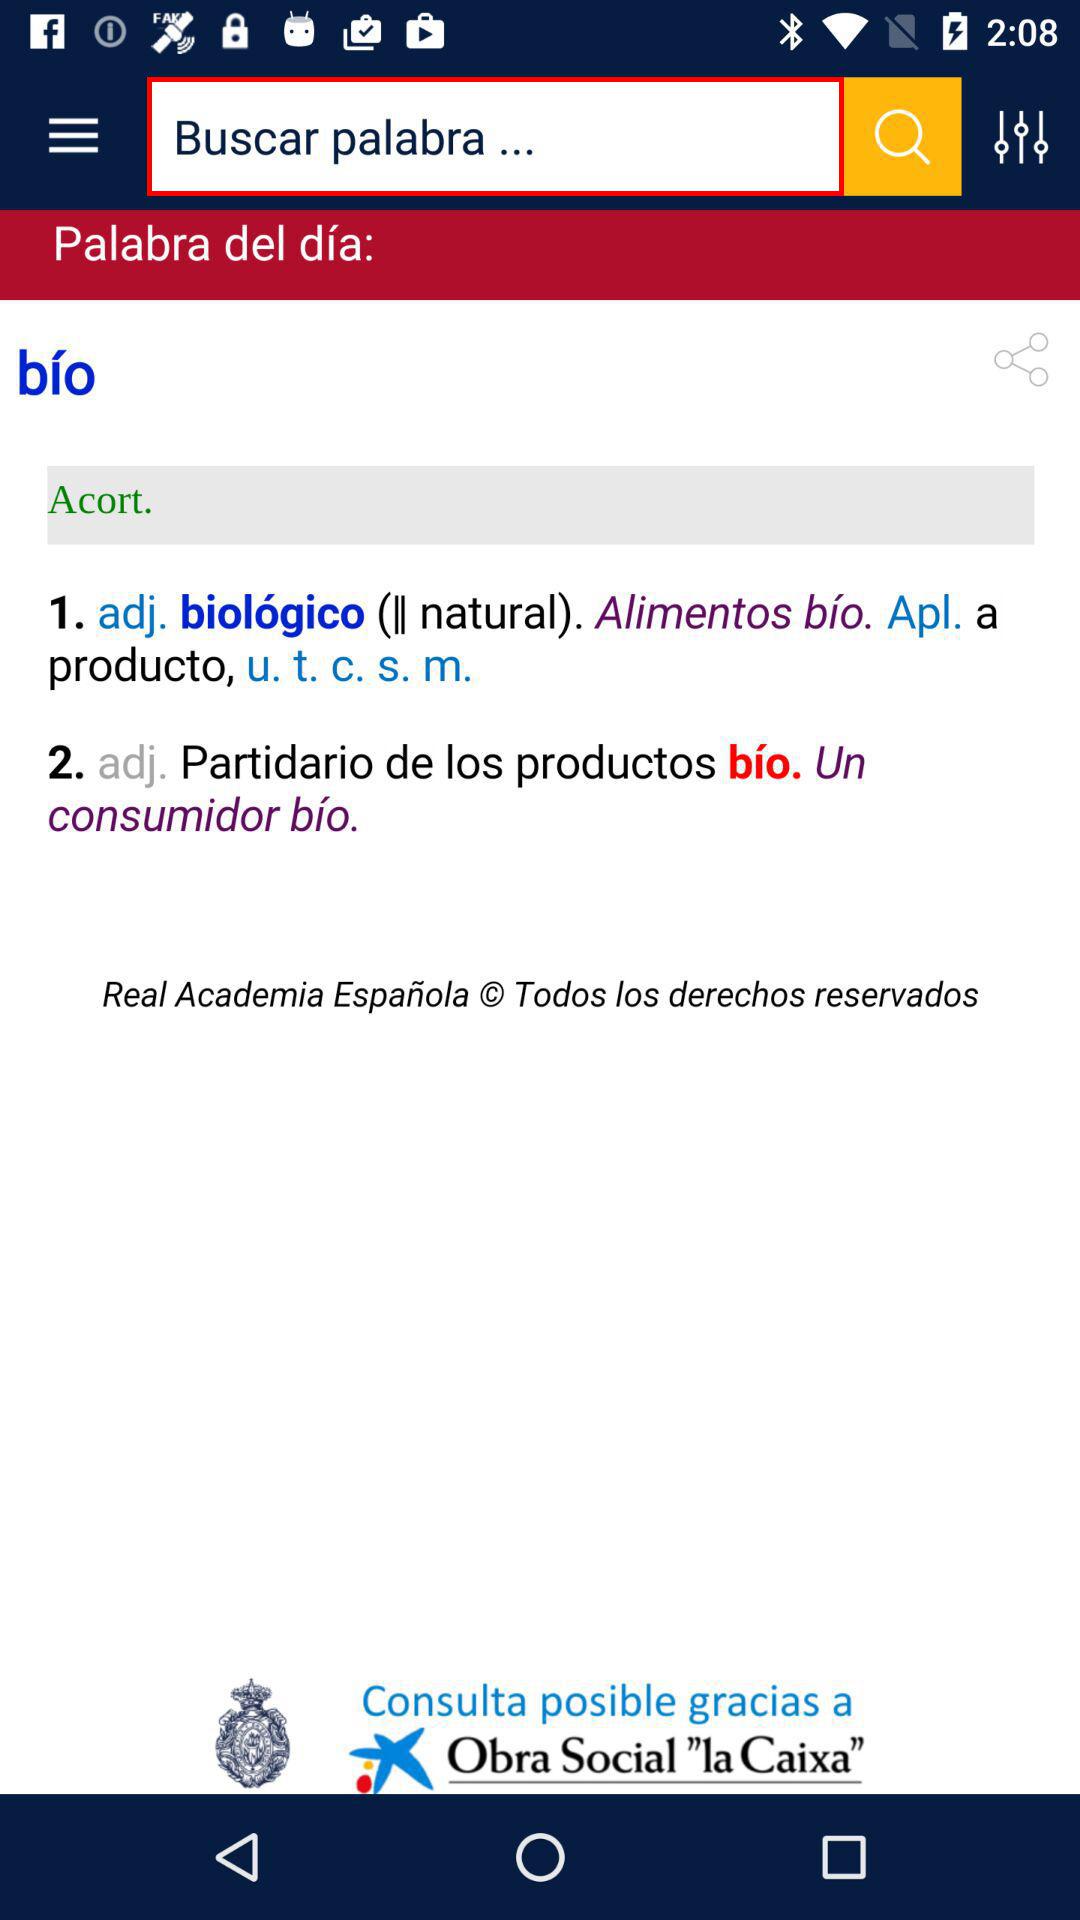 FAKE
2:08
Buscar palabra ...
Palabra del día:
bío
Acort.
1. adj. biológico (‖ natural). Alimentos bío. Apl. a
producto, u. t. c. s. m.
2. adj. Partidario de los productos bío. Un
consumidor bío.
Real Academia Española © Todos los derechos reservados
Consulta posible gracias a
Obra Social "la Caixa"